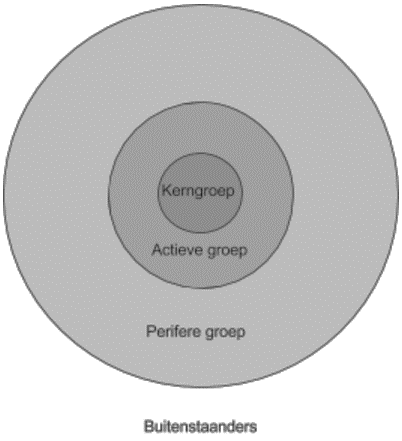 Kerngroep
Actieve groep
Perifere groep
Buitenstaanders